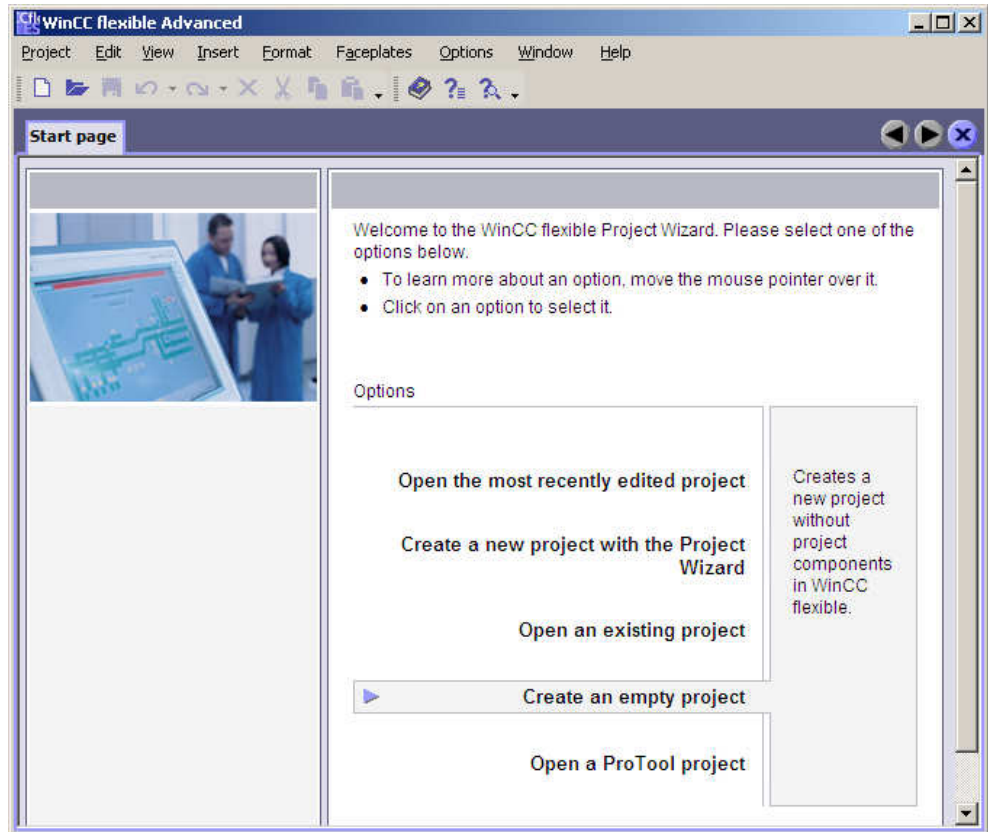 WinCC flexible Advanced
Project Edit View Insert Format Faceplates Options Window Help
Start page
Welcome to the WinCC flexible Project Wizard. Please select one of the
options below.
• To learn more about an option, move the mouse pointer over it.
• Click on an option to select it.
Options
Open the most recently edited project
Create a new project with the Project
Wizard
Open an existing project
Create an empty project
Open a ProTool project
Creates a
new project
without
project
components
in WinCC
flexible.